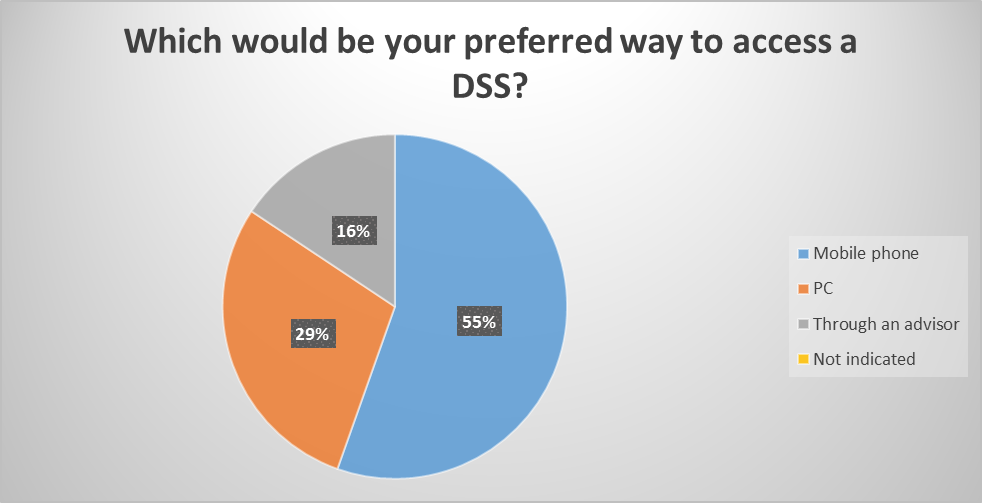 Which would be your preferred way to access a
DSS?
16%
55%
29%
Mobile phone
PC
Through an advisor
Not indicated